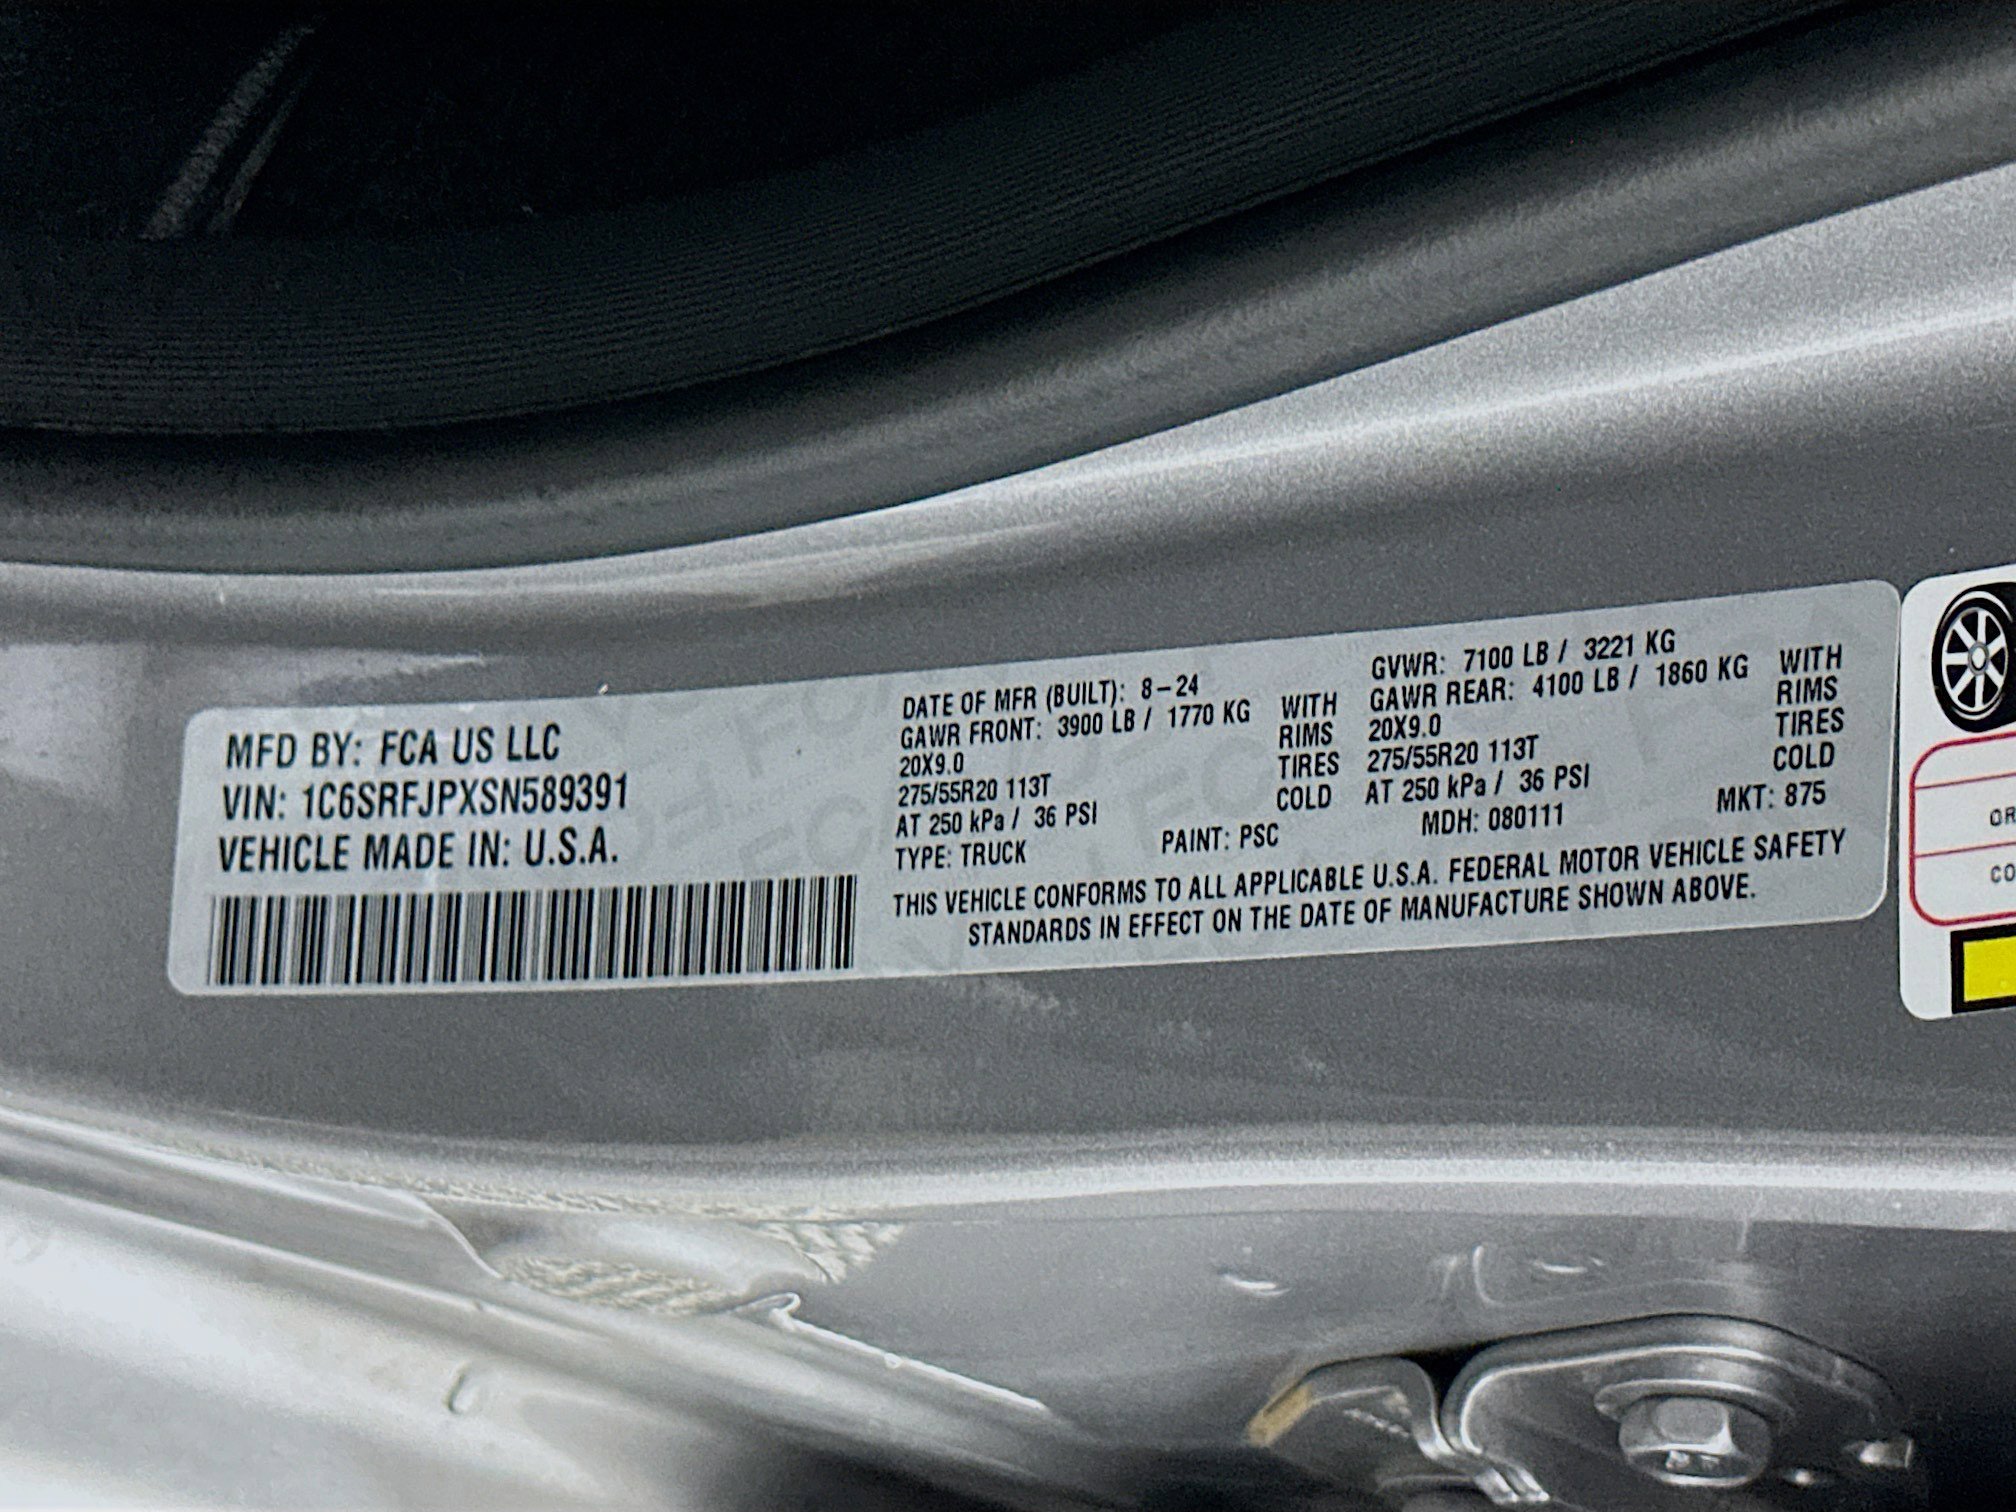 MFD BY: FCA US LLC
VIN: 1C6SRFJPXSN589391
VEHICLE MADE IN: U.S.A.
DATE OF MFR (BUILT): 8-24
GAWR FRONT: 3900 LB / 1770 KG WITH
20X9.0 RIMS
275/55R20 113T TIRES
AT 250 kPa / 36 PSI COLD
GVWR: 7100 LB / 3221 KG
GAWR REAR: 4100 LB / 1860 KG WITH
20X9.0 RIMS
275/55R20 113T TIRES
AT 250 kPa / 36 PSI COLD
TYPE: TRUCK PAINT: PSC MDH: 080111 MKT: 875
THIS VEHICLE CONFORMS TO ALL APPLICABLE U.S.A. FEDERAL MOTOR VEHICLE SAFETY
STANDARDS IN EFFECT ON THE DATE OF MANUFACTURE SHOWN ABOVE.
OR
CO